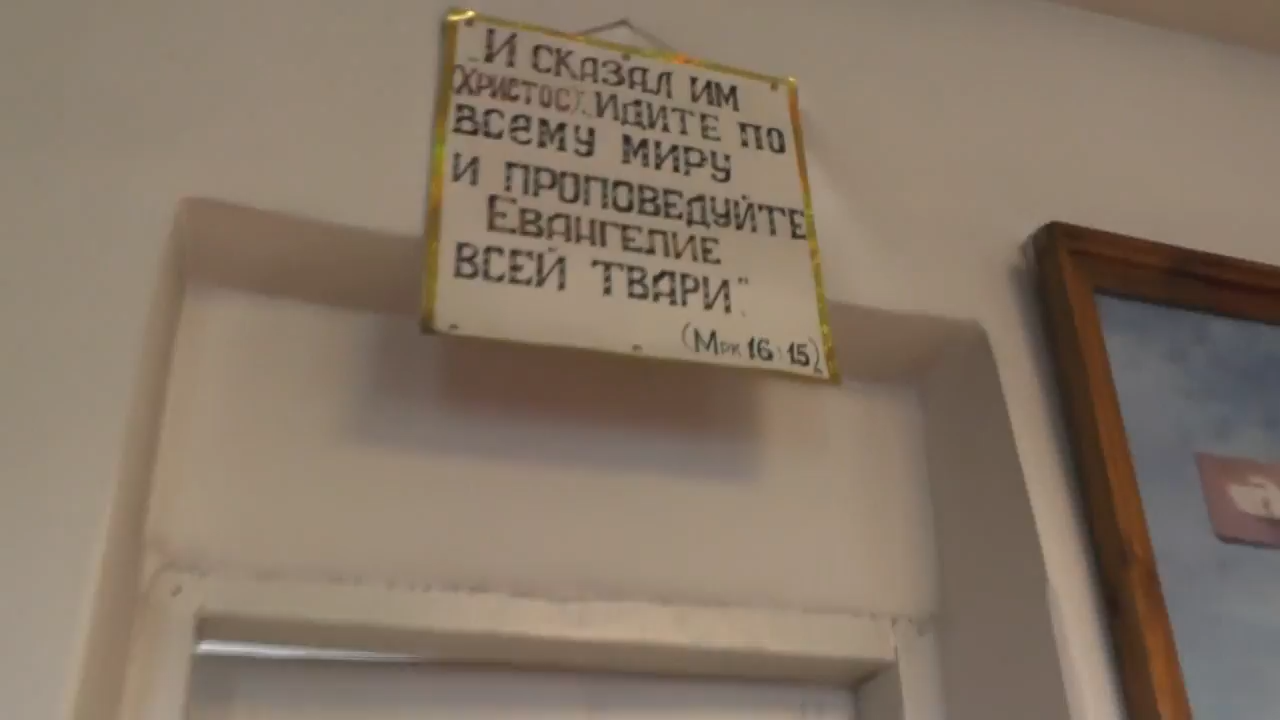 „И СКАЗАЛ ИМ
(ХРИСТОС): ИДИТЕ ПО
ВСЕМУ МИРУ
И ПРОПОВЕДУЙТЕ
ЕВАНГЕЛИЕ
ВСЕЙ ТВАРИ".
(Мрк 16:15)